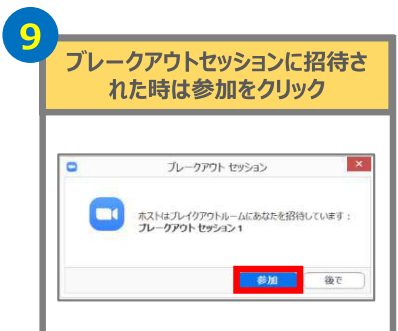 9
ブレークアウトセッションに招待さ
れた時は参加をクリック
ブレークアウト セッション
ホストはブレイクアウトルームにあなたを招待しています：
ブレークアウト セッション 1
参加
後で